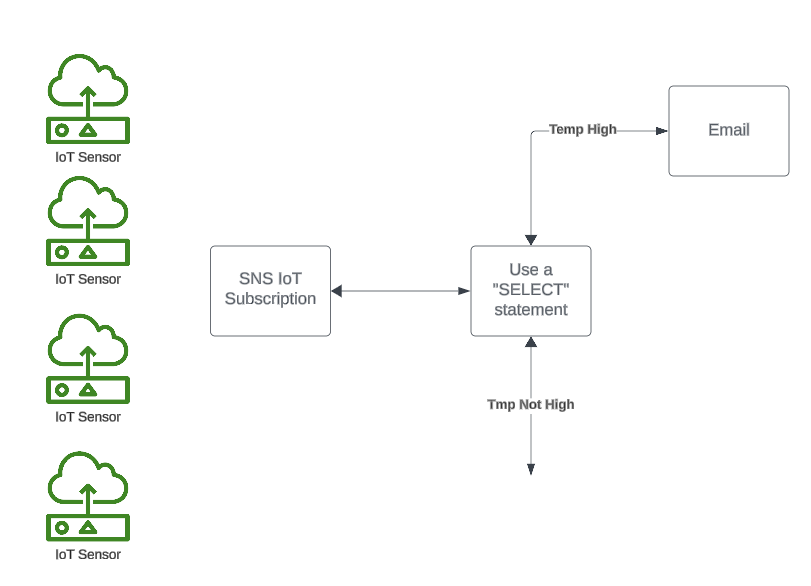 IoT Sensor
IoT Sensor
IoT Sensor
IoT Sensor
SNS IoT
Subscription
Use a
"SELECT"
statement
Temp High
Email
Tmp Not High